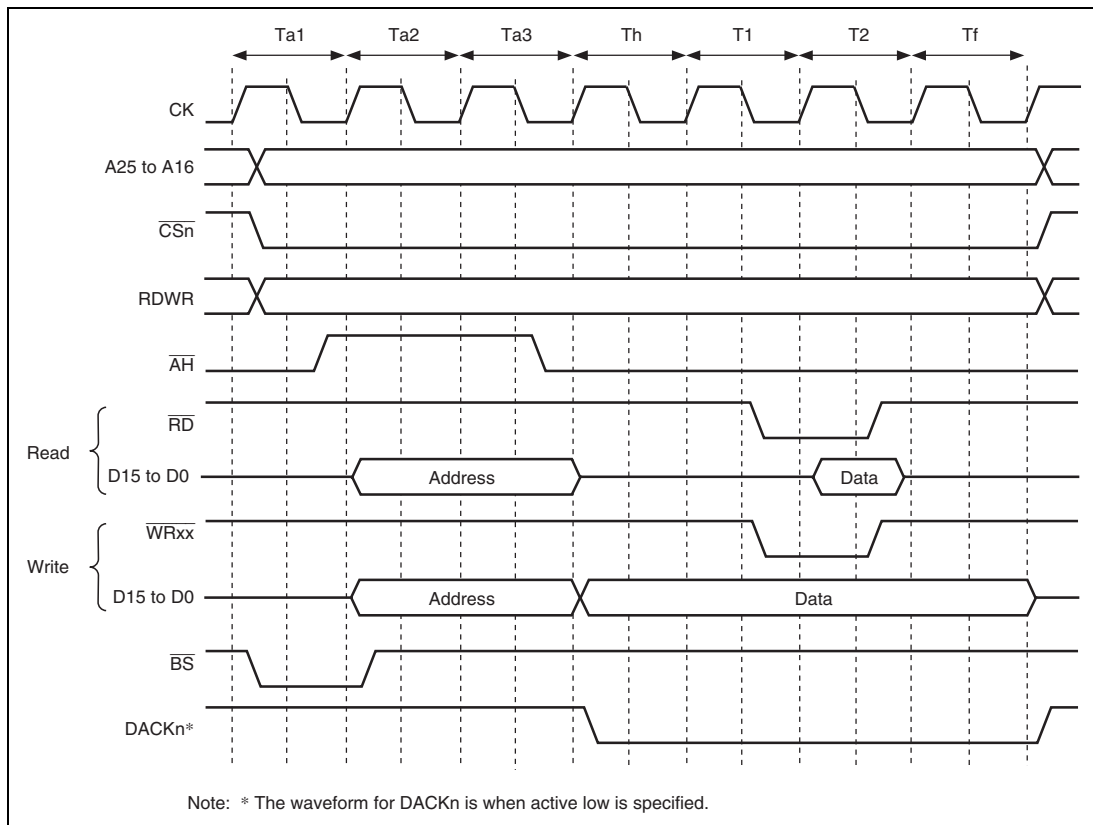 Ta1 Ta2 Ta3 Th T1 T2 Tf
CK
A25 to A16
CSn
RDWR
AH
RD
Read
D15 to D0 Address Data
WRxx
Write
D15 to D0 Address Data
BS
DACKn*
Note: * The waveform for DACKn is when active low is specified.